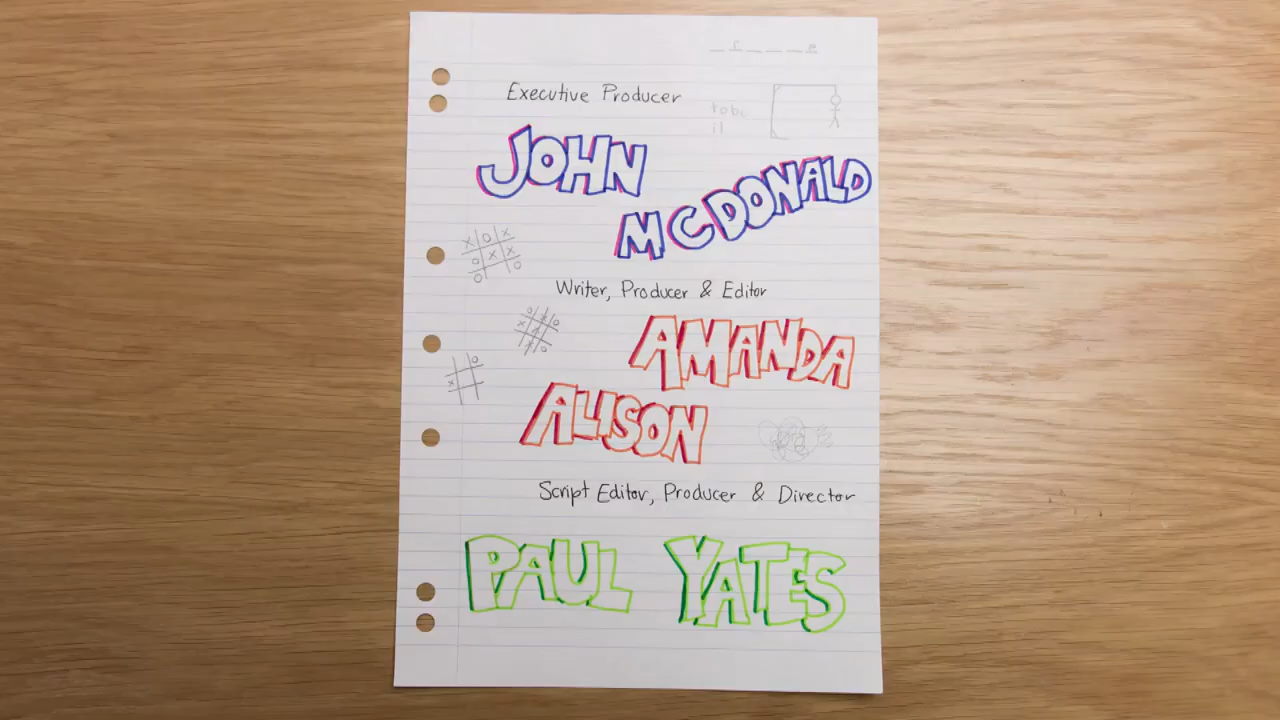 Executive Producer
JOHN
MCDONALD
Writer, Producer & Editor
AMANDA
ALISON
Script Editor, Producer & Director
PAUL YATES